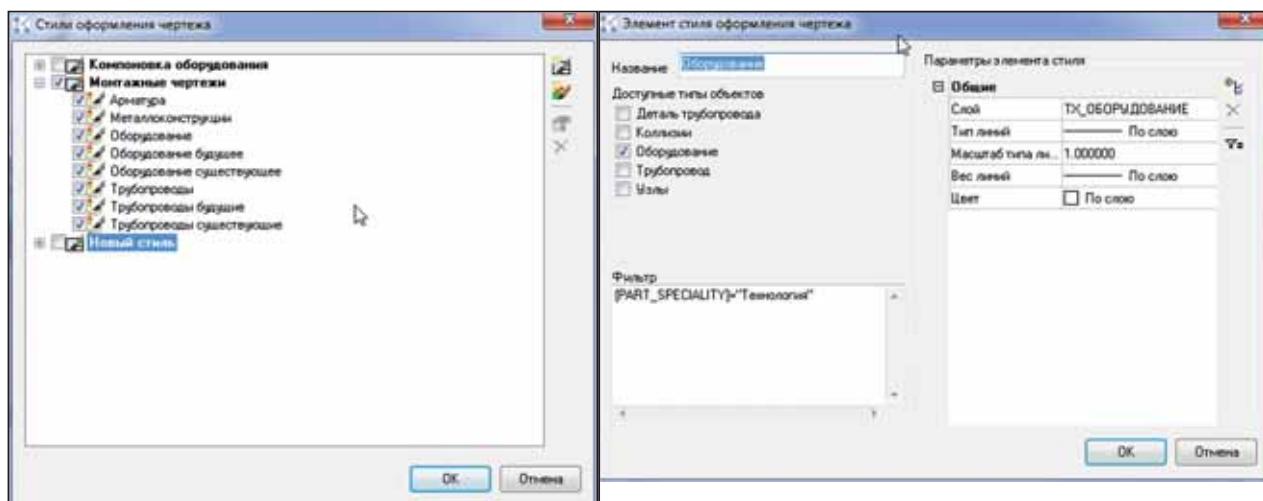 Стили оформления чертежа
Компоновка оборудования
Монтажные чертежи
Арматура
Металлоконструкции
Оборудование
Оборудование будущее
Оборудование существующее
Трубопроводы
Трубопроводы будущие
Трубопроводы существующие
Новый стиль
OK
Отмена
Элемент стиля оформления чертежа
Название
Оборудование
Доступные типы объектов
Деталь трубопровода
Коллизии
Оборудование
Трубопровод
Узлы
Фильтр
[PART_SPECIALITY]="Технология"
Параметры элемента стиля
Общие
Слой ТХ_ОБОРУДОВАНИЕ
Тип линий По слою
Масштаб типа ли... 1.000000
Вес линий По слою
Цвет По слою
OK
Отмена